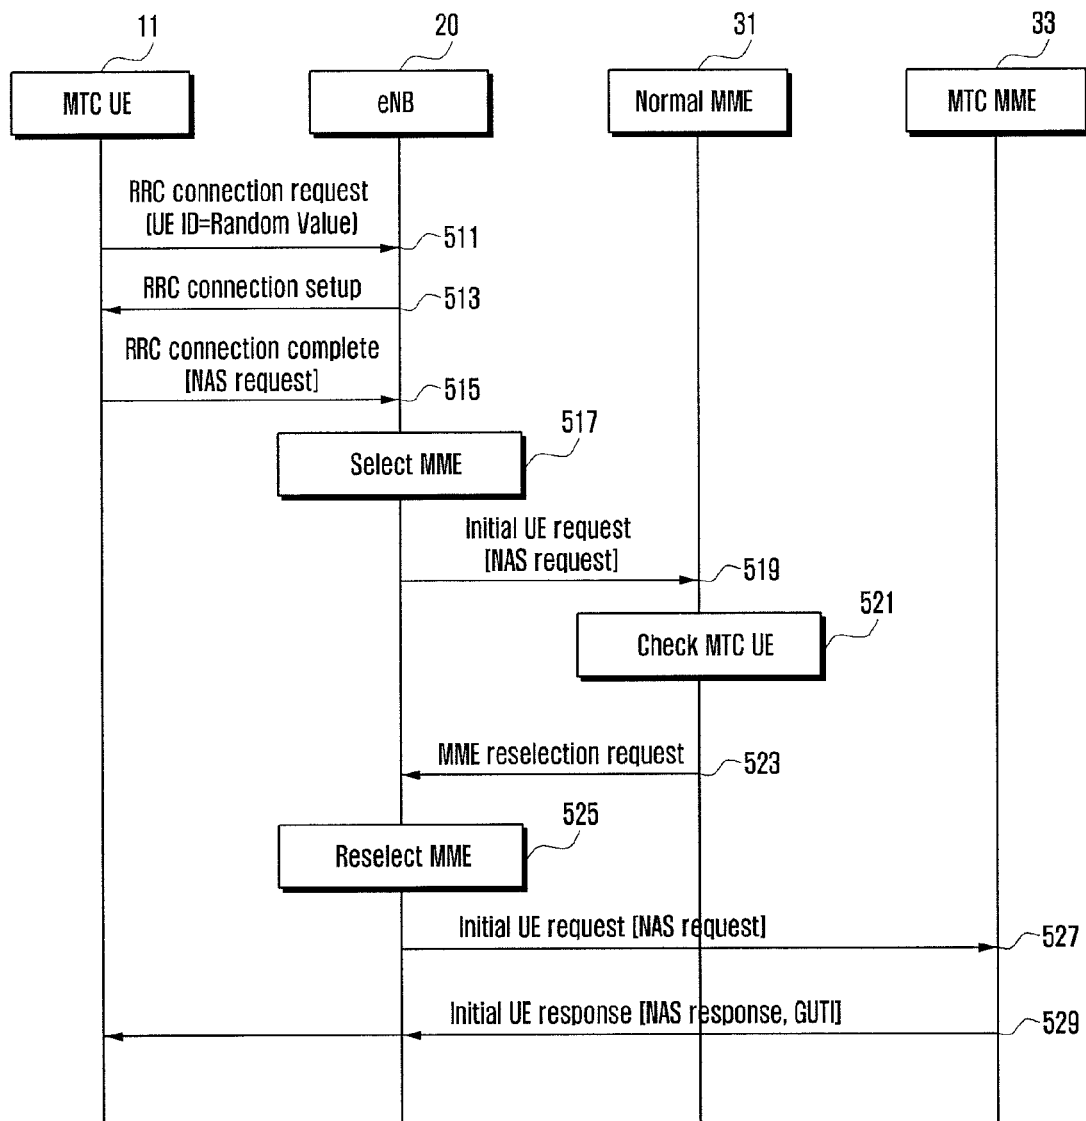 11
20
31
33
MTC UE
eNB
Normal MME
MTC MME
RRC connection request
(UE ID=Random Value)
511
RRC connection setup
513
RRC connection complete
[NAS request]
515
517
Select MME
Initial UE request
[NAS request]
519
521
Check MTC UE
MME reselection request
523
525
Reselect MME
Initial UE request [NAS request]
527
Initial UE response [NAS response, GUTI]
529